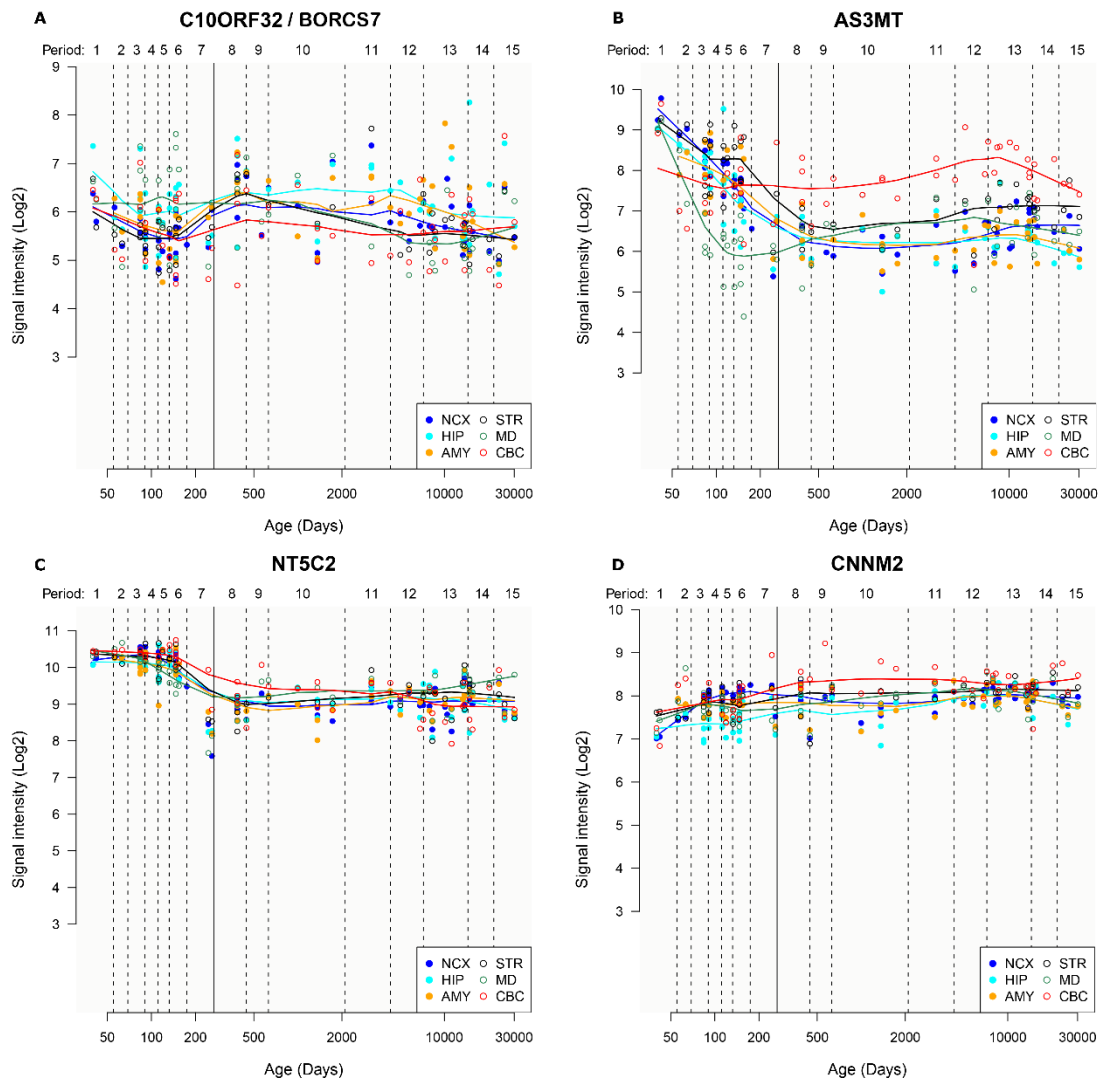 A
C10ORF32 / BORCS7
Period: 1 2 3 4 5 6 7 8 9 10 11 12 13 14 15
9
8
7
6
5
4
3
Signal intensity (Log2)
NCX STR
HIP MD
AMY CBC
50 100 200 500 2000 10000 30000
Age (Days)
B
AS3MT
Period: 1 2 3 4 5 6 7 8 9 10 11 12 13 14 15
10
9
8
7
6
5
4
3
Signal intensity (Log2)
NCX STR
HIP MD
AMY CBC
50 100 200 500 2000 10000 30000
Age (Days)
C
NT5C2
Period: 1 2 3 4 5 6 7 8 9 10 11 12 13 14 15
11
10
9
8
7
6
5
4
3
Signal intensity (Log2)
NCX STR
HIP MD
AMY CBC
50 100 200 500 2000 10000 30000
Age (Days)
D
CNNM2
Period: 1 2 3 4 5 6 7 8 9 10 11 12 13 14 15
10
9
8
7
6
5
4
3
Signal intensity (Log2)
NCX STR
HIP MD
AMY CBC
50 100 200 500 2000 10000 30000
Age (Days)